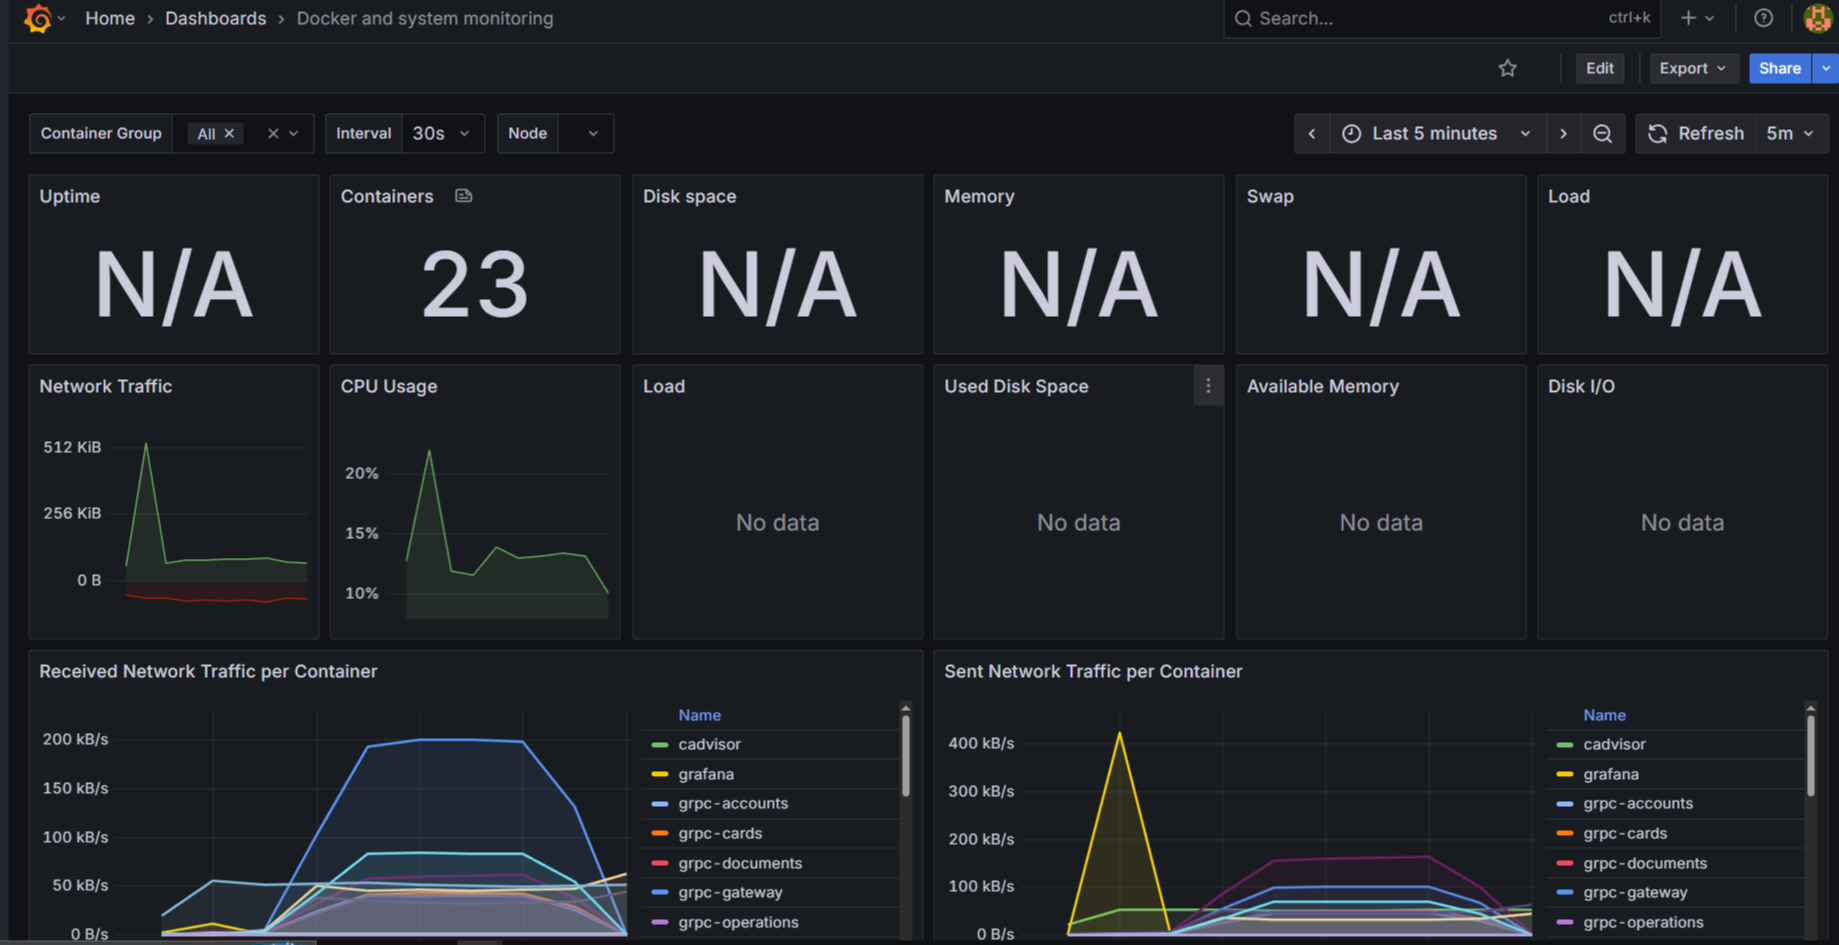 Home › Dashboards › Docker and system monitoring
Search... ctrl+k
Edit Export Share
Container Group All Interval 30s Node
Last 5 minutes Refresh 5m
Uptime Containers Disk space Memory Swap Load
N/A 23 N/A N/A N/A N/A
Network Traffic
512 KiB
256 KiB
0 B
CPU Usage
20%
15%
10%
Load
No data
Used Disk Space
No data
Available Memory
No data
Disk I/O
No data
Received Network Traffic per Container
200 kB/s
150 kB/s
100 kB/s
50 kB/s
0 B/s
Name
cadvisor
grafana
grpc-accounts
grpc-cards
grpc-documents
grpc-gateway
grpc-operations
Sent Network Traffic per Container
400 kB/s
300 kB/s
200 kB/s
100 kB/s
0 B/s
Name
cadvisor
grafana
grpc-accounts
grpc-cards
grpc-documents
grpc-gateway
grpc-operations